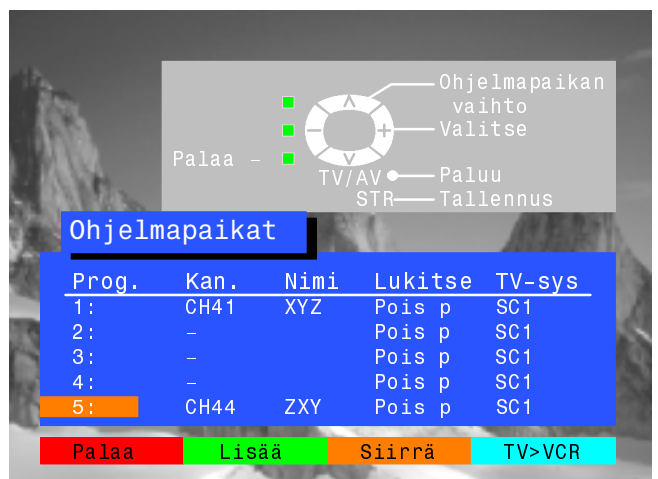 Ohjelmapaikan
vaihto
Valitse
Palaa –
TV/AV Paluu
STR Tallennus
Ohjelmapaikat
Prog. Kan. Nimi Lukitse TV-sys
1: CH41 XYZ Pois p SC1
2: – Pois p SC1
3: – Pois p SC1
4: – Pois p SC1
5: CH44 ZXY Pois p SC1
Palaa Lisää Siirrä TV>VCR